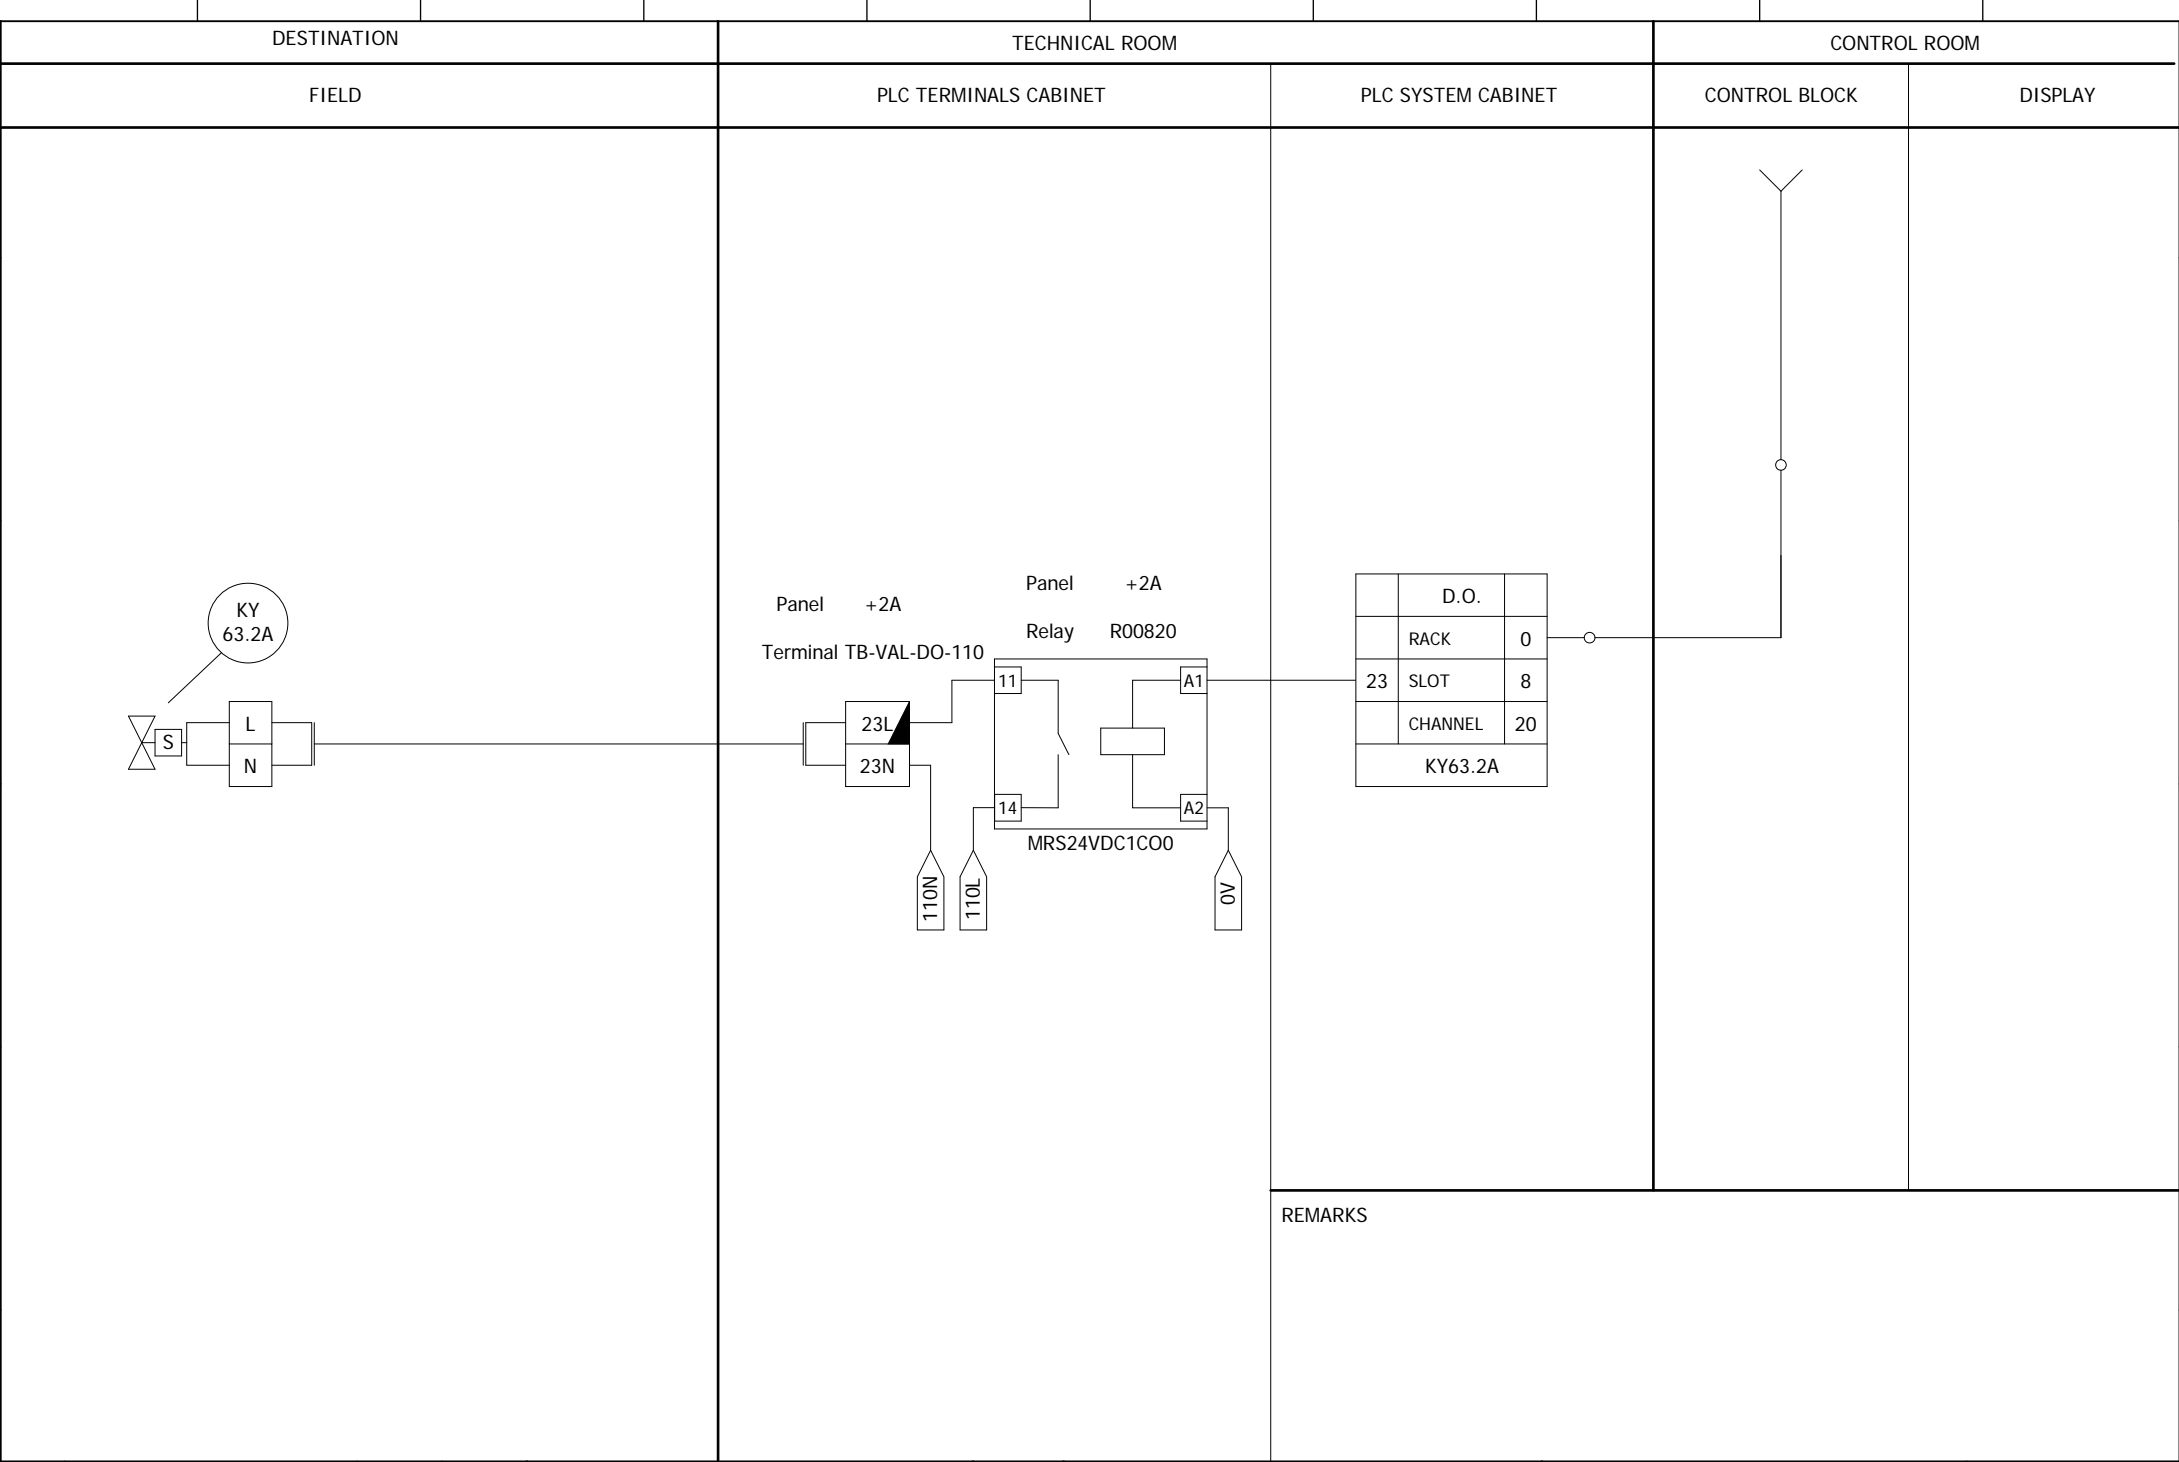 DESTINATION
TECHNICAL ROOM
CONTROL ROOM
FIELD
PLC TERMINALS CABINET
PLC SYSTEM CABINET
CONTROL BLOCK
DISPLAY
KY
63.2A
S
L
N
Panel +2A
Terminal TB-VAL-DO-110
23L
23N
110N
110L
Panel +2A
Relay R00820
11
14
A1
A2
MRS24VDC1CO0
0V
D.O.
RACK 0
23 SLOT 8
CHANNEL 20
KY63.2A
REMARKS